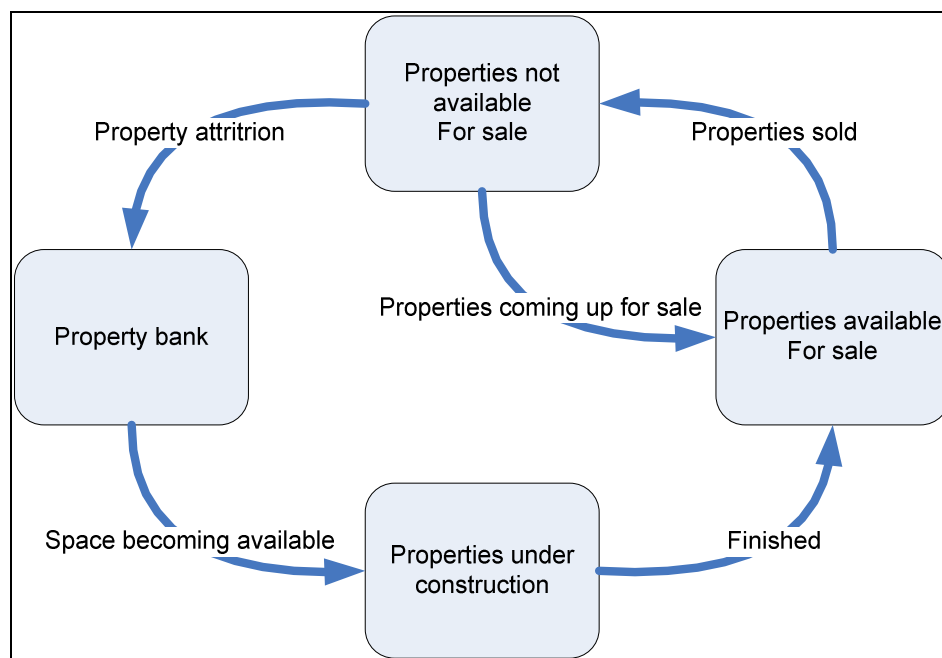 Properties not
available
For sale
Property attritrion
Properties sold
Properties coming up for sale
Property bank
Properties available
For sale
Space becoming available
Finished
Properties under
construction